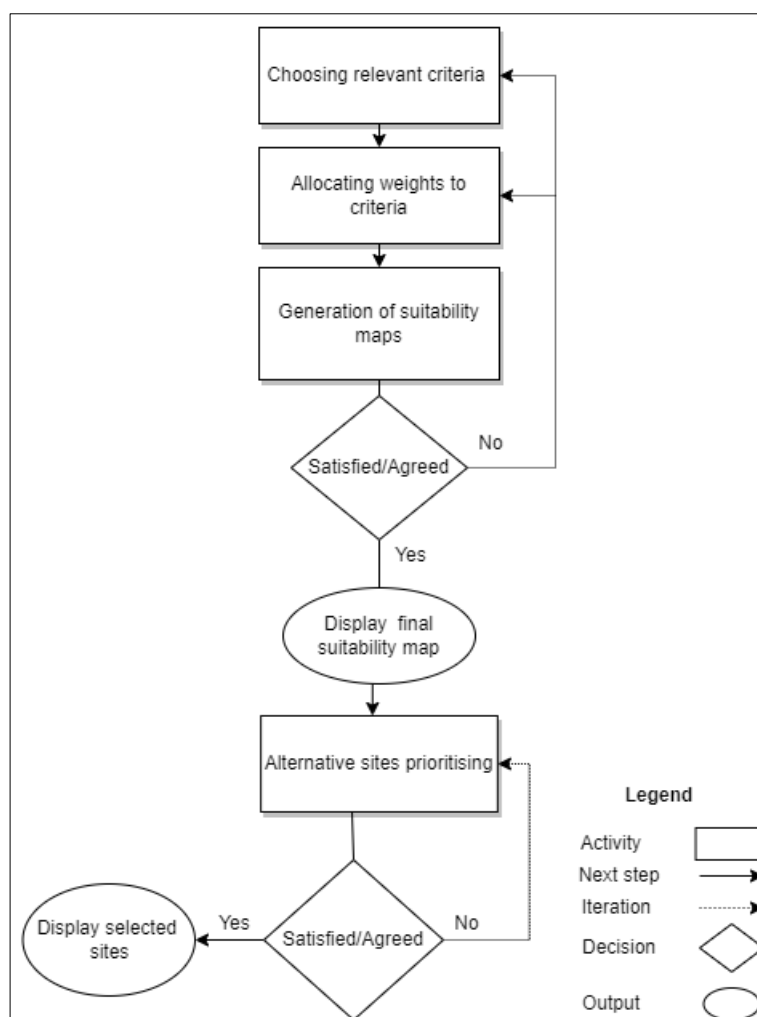 Choosing relevant criteria
Allocating weights to
criteria
Generation of suitability
maps
Satisfied/Agreed
No
Yes
Display final
suitability map
Alternative sites prioritising
Satisfied/Agreed
No
Yes
Display selected
sites
Legend
Activity
Next step
Iteration
Decision
Output